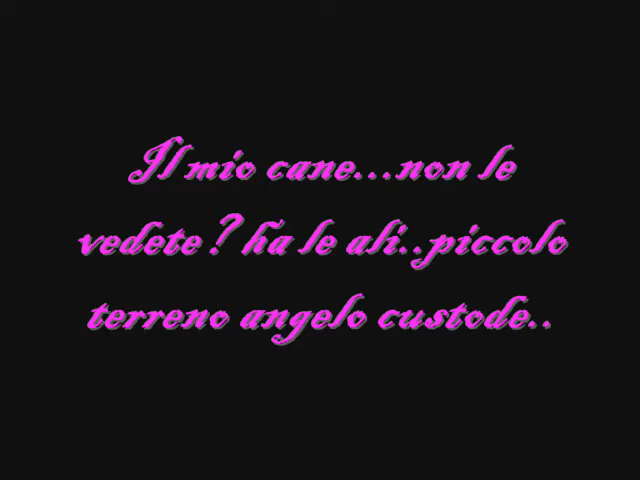 Il mio cane...non le
vedete? ha le ali..piccolo
terreno angelo custode..